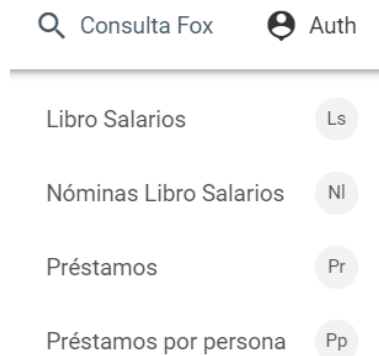 Consulta Fox Auth
Libro Salarios Ls
Nóminas Libro Salarios Nl
Préstamos Pr
Préstamos por persona Pp